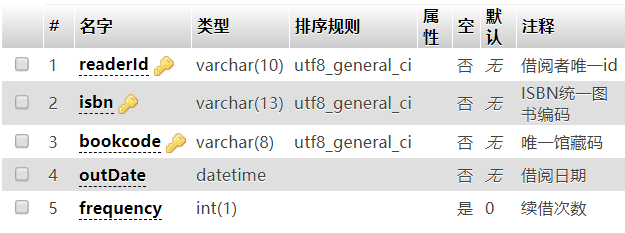 # 名字 类型 排序规则 属性 空 默认 注释
1 readerId varchar(10) utf8_general_ci 否 无 借阅者唯一id
2 isbn varchar(13) utf8_general_ci 否 无 ISBN统一图书编码
3 bookcode varchar(8) utf8_general_ci 否 无 唯一馆藏码
4 outDate datetime 否 无 借阅日期
5 frequency int(1) 是 0 续借次数